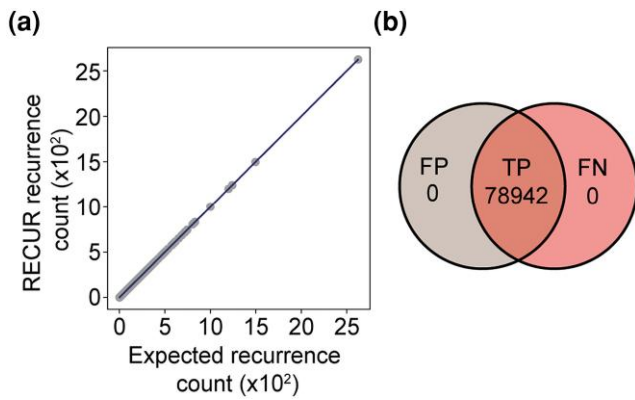 (a)
RECUR recurrence
count (x10²)
25
20
15
10
5
0
0 5 10 15 20 25
Expected recurrence
count (x10²)
(b)
FP TP FN
0 78942 0